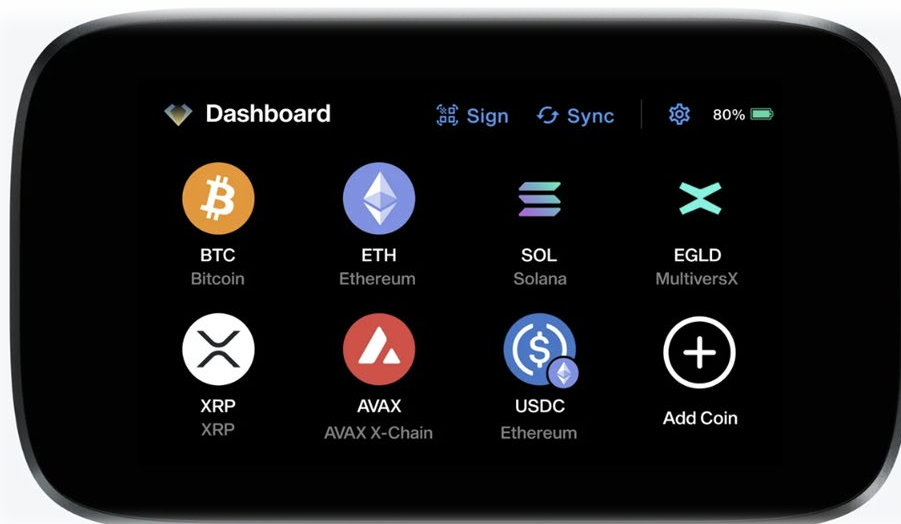 Dashboard
Sign
Sync
80%
BTC
Bitcoin
ETH
Ethereum
SOL
Solana
EGLD
MultiversX
XRP
XRP
AVAX
AVAX X-Chain
USDC
Ethereum
Add Coin